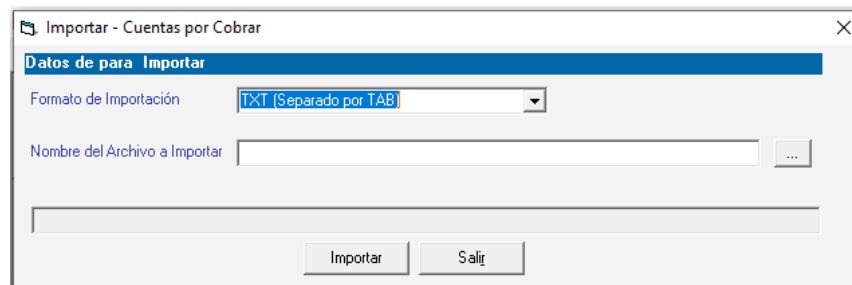 Importar - Cuentas por Cobrar
Datos de para Importar
Formato de Importación TXT (Separado por TAB)
Nombre del Archivo a Importar ...
Importar Salir